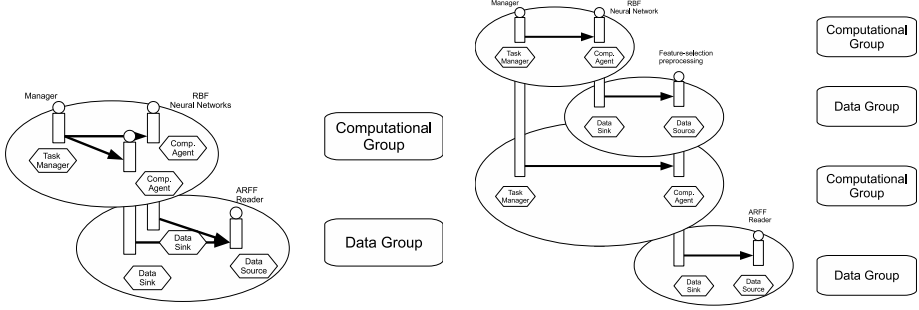 Manager
RBF
Neural Networks
Task
Manager
Comp.
Agent
Comp.
Agent
ARFF
Reader
Data
Sink
Data
Sink
Data
Source
Computational
Group
Data Group
Manager
RBF
Neural Network
Task
Manager
Comp.
Agent
Feature-selection
preprocessing
Data
Sink
Data
Source
Task
Manager
Comp.
Agent
ARFF
Reader
Data
Sink
Data
Source
Computational
Group
Data Group
Computational
Group
Data Group